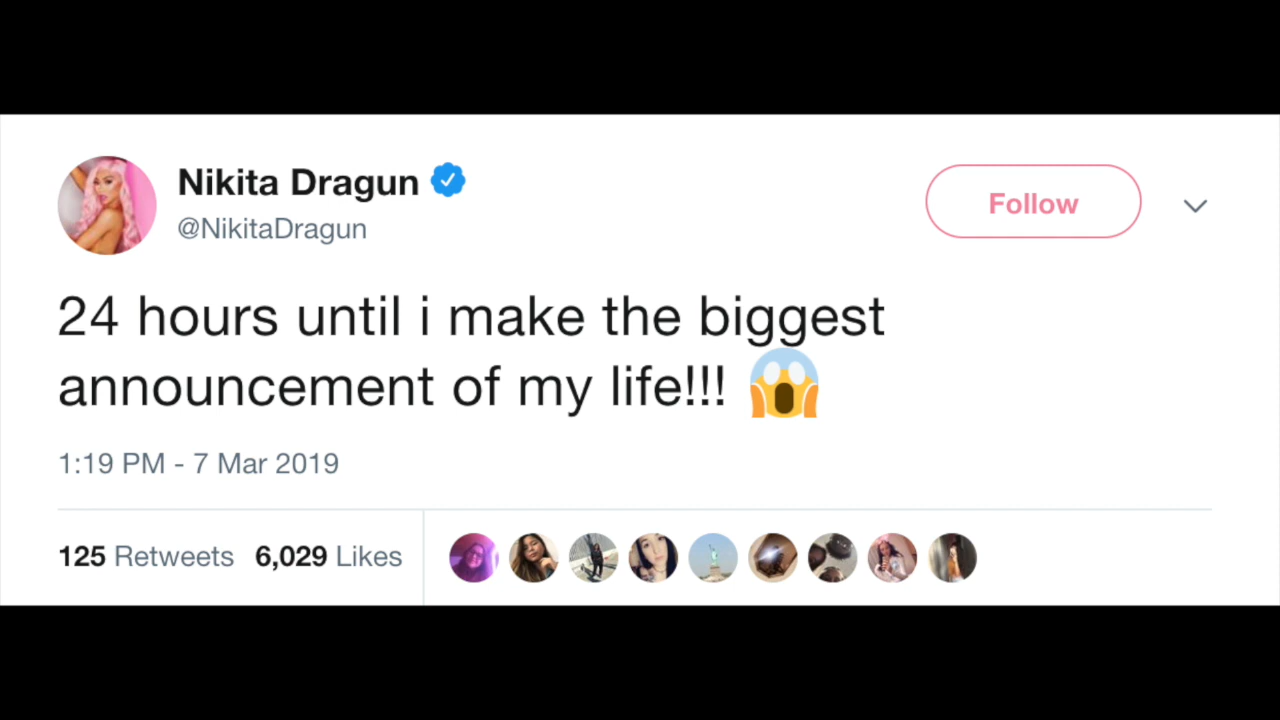 Nikita Dragun
@NikitaDragun
Follow
24 hours until i make the biggest
announcement of my life!!! 😱
1:19 PM - 7 Mar 2019
125 Retweets 6,029 Likes